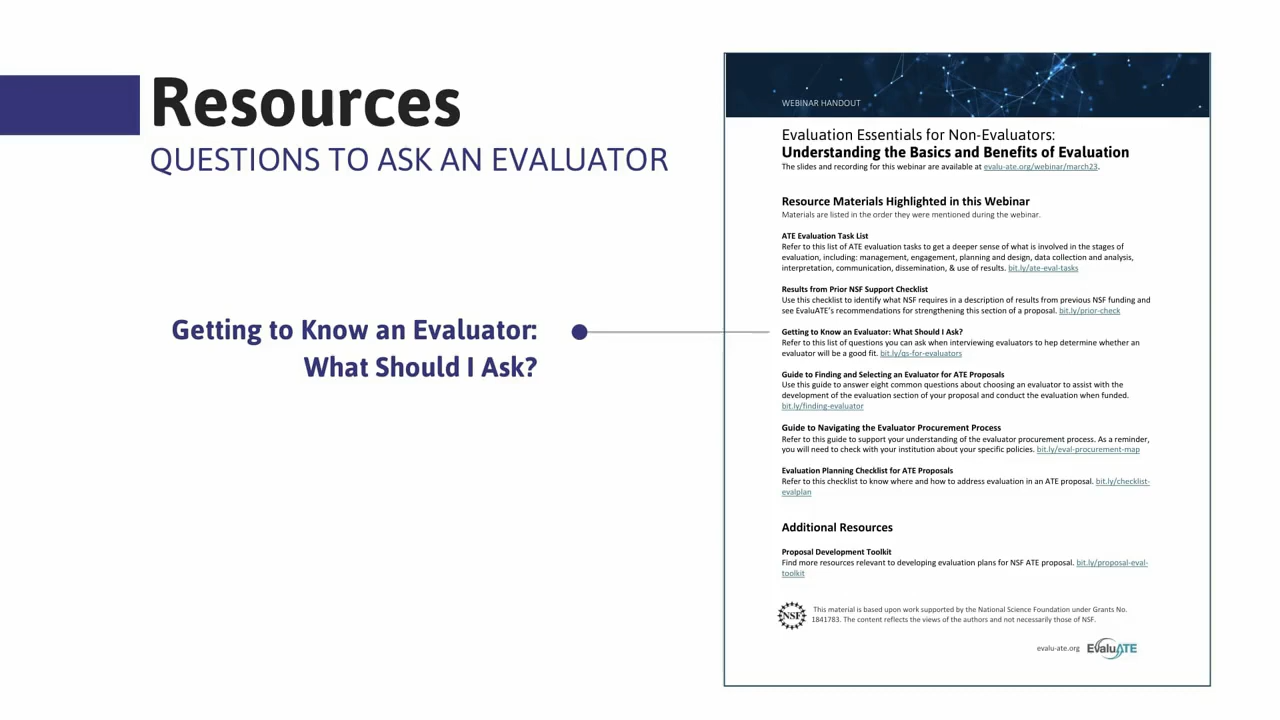 Resources
QUESTIONS TO ASK AN EVALUATOR
Getting to Know an Evaluator:
What Should I Ask?
WEBINAR HANDOUT
Evaluation Essentials for Non-Evaluators:
Understanding the Basics and Benefits of Evaluation
The slides and recording for this webinar are available at evalu-ate.org/webinar/march23.
Resource Materials Highlighted in this Webinar
Materials are listed in the order they were mentioned during the webinar.
ATE Evaluation Task List
Refer to this list of ATE evaluation tasks to get a deeper sense of what is involved in the stages of
evaluation, including: management, engagement, planning and design, data collection and analysis,
interpretation, communication, dissemination, & use of results. bit.ly/ate-eval-tasks
Results from Prior NSF Support Checklist
Use this checklist to identify what NSF requires in a description of results from previous NSF funding and
see EvaluATE's recommendations for strengthening this section of a proposal. bit.ly/prior-check
Getting to Know an Evaluator: What Should I Ask?
Refer to this list of questions you can ask when interviewing evaluators to hep determine whether an
evaluator will be a good fit. bit.ly/qs-for-evaluators
Guide to Finding and Selecting an Evaluator for ATE Proposals
Use this guide to answer eight common questions about choosing an evaluator to assist with the
development of the evaluation section of your proposal and conduct the evaluation when funded.
bit.ly/finding-evaluator
Guide to Navigating the Evaluator Procurement Process
Refer to this guide to support your understanding of the evaluator procurement process. As a reminder,
you will need to check with your institution about your specific policies. bit.ly/eval-procurement-map
Evaluation Planning Checklist for ATE Proposals
Refer to this checklist to know where and how to address evaluation in an ATE proposal. bit.ly/checklist-
evalplan
Additional Resources
Proposal Development Toolkit
Find more resources relevant to developing evaluation plans for NSF ATE proposal. bit.ly/proposal-eval-
toolkit
NSF
This material is based upon work supported by the National Science Foundation under Grants No.
1841783. The content reflects the views of the authors and not necessarily those of NSF.
evalu-ate.org EvaluATE